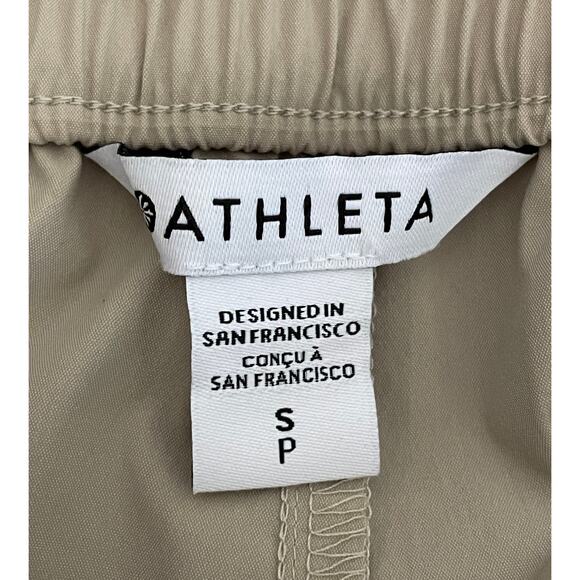 ATHLETA
DESIGNED IN
SAN FRANCISCO
CONÇU À
SAN FRANCISCO
S
P